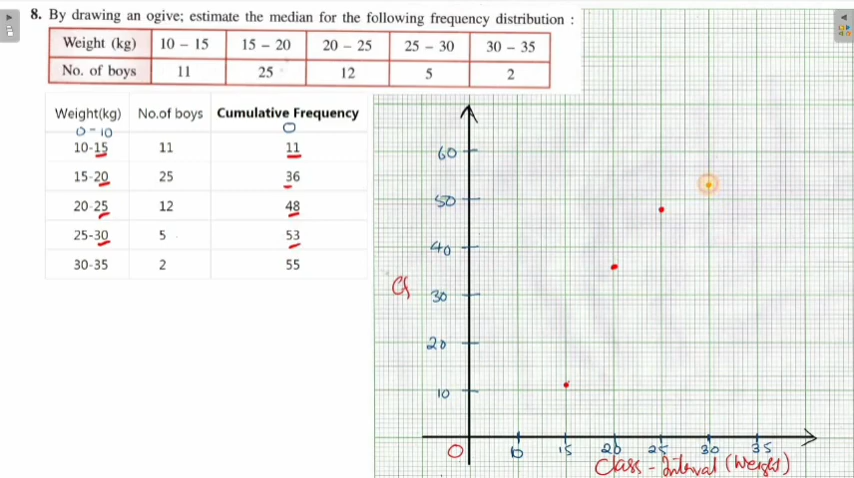 8. By drawing an ogive; estimate the median for the following frequency distribution :
Weight (kg) 10 – 15 15 – 20 20 – 25 25 – 30 30 – 35
No. of boys 11 25 12 5 2
Weight(kg) No.of boys Cumulative Frequency
0-10 0
10-15 11 11
15-20 25 36
20-25 12 48
25-30 5 53
30-35 2 55
60
50
40
Cf
30
20
10
0 10 15 20 25 30 35
Class - Interval (Weight)